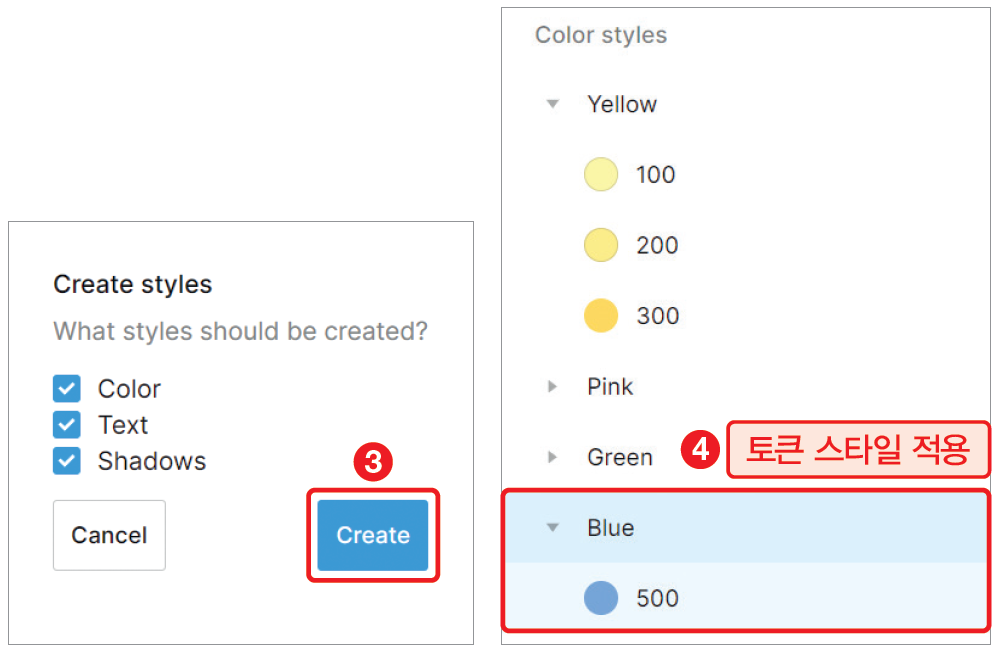 Create styles
What styles should be created?
Color
Text
Shadows
3
Cancel
Create
Color styles
Yellow
100
200
300
Pink
Green
4 토큰 스타일 적용
Blue
500